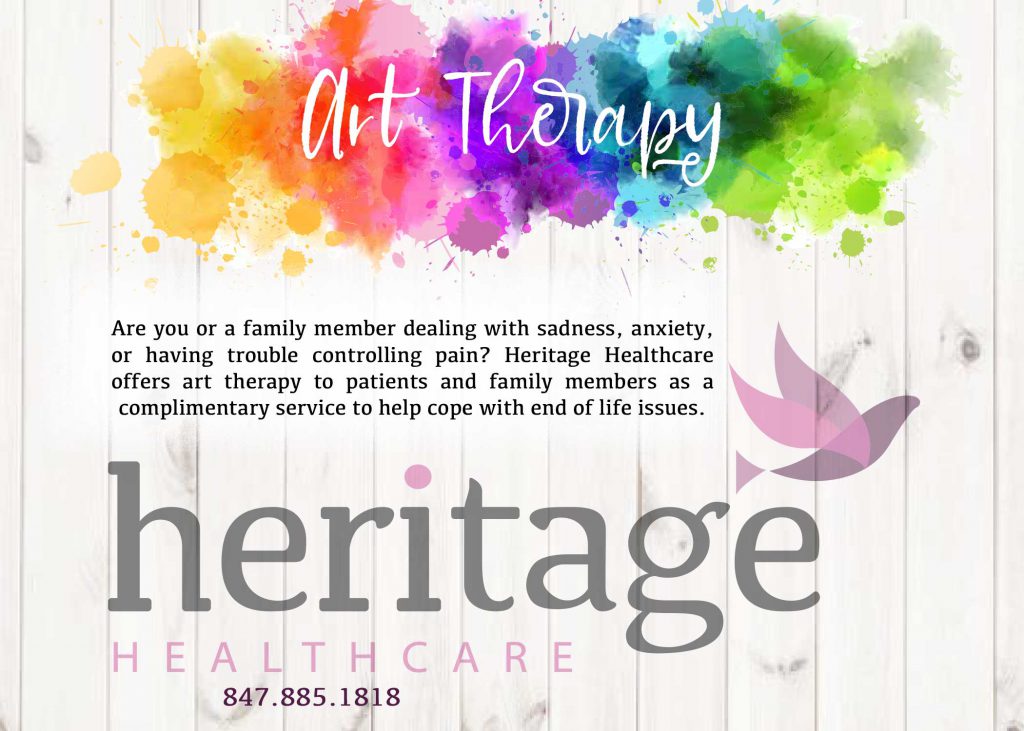 Art Therapy
Are you or a family member dealing with sadness, anxiety,
or having trouble controlling pain? Heritage Healthcare
offers art therapy to patients and family members as a
complimentary service to help cope with end of life issues.
heritage
HEALTHCARE
847.885.1818